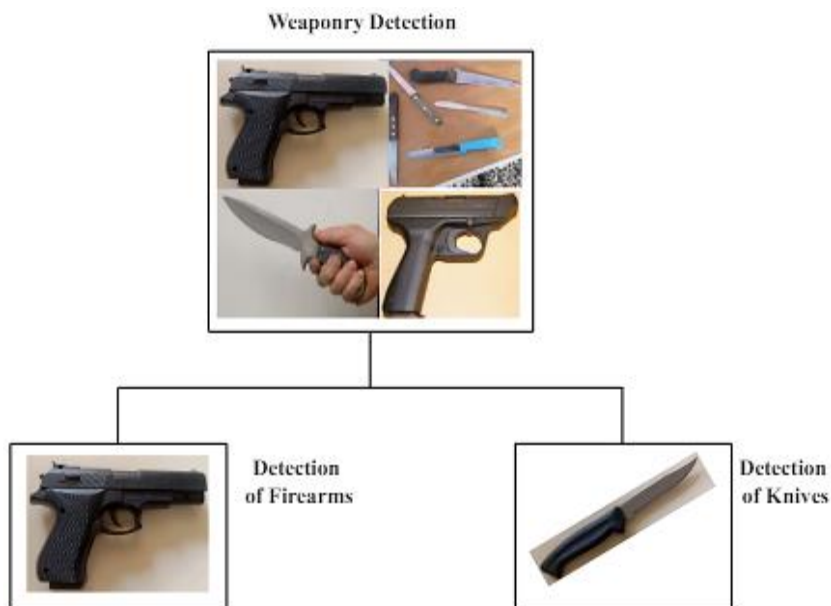 Weaponry Detection
Detection
of Firearms
Detection
of Knives